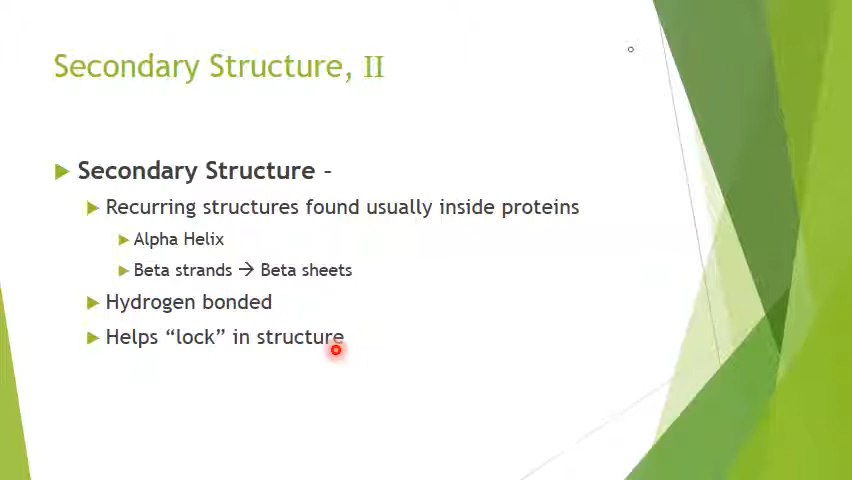 Secondary Structure, II
Secondary Structure –
Recurring structures found usually inside proteins
Alpha Helix
Beta strands → Beta sheets
Hydrogen bonded
Helps “lock” in structure